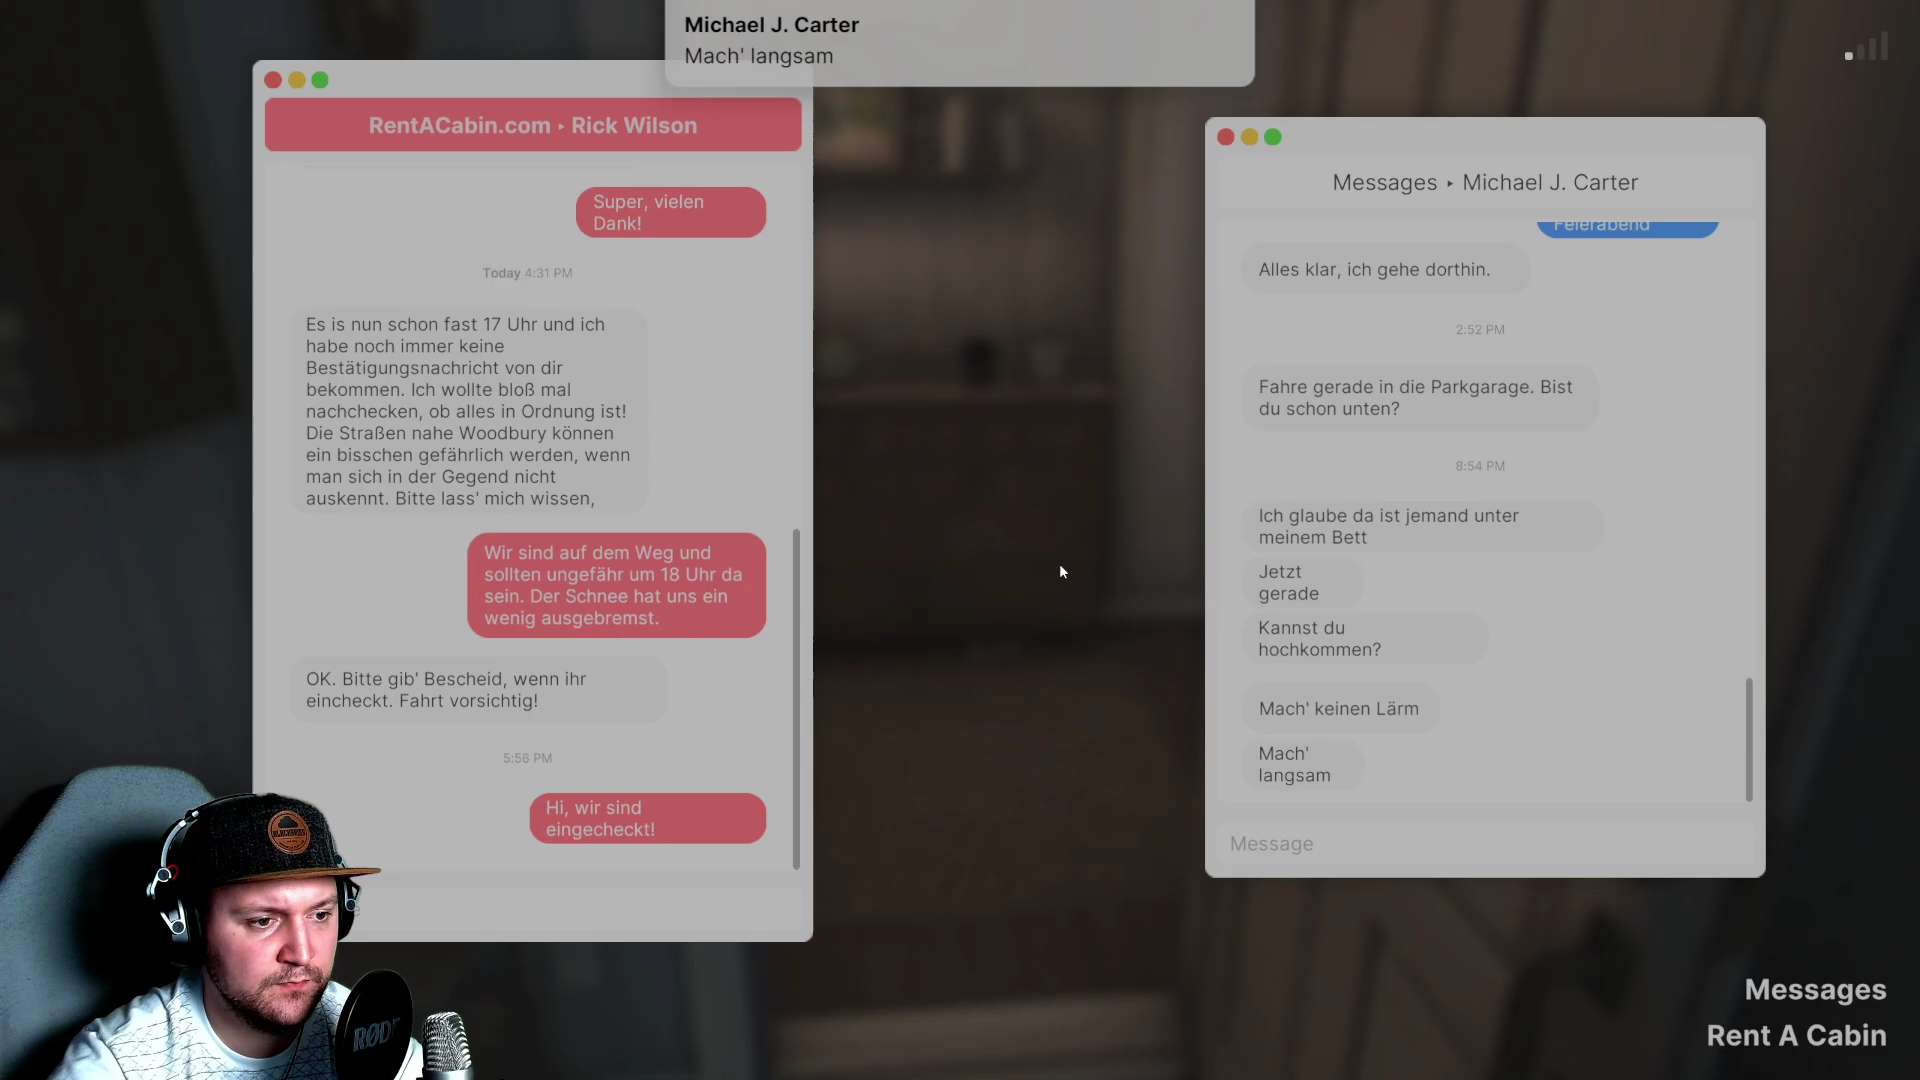 Michael J. Carter
Mach' langsam
RentACabin.com ‣ Rick Wilson
Super, vielen
Dank!
Today 4:31 PM
Es is nun schon fast 17 Uhr und ich
habe noch immer keine
Bestätigungsnachricht von dir
bekommen. Ich wollte bloß mal
nachchecken, ob alles in Ordnung ist!
Die Straßen nahe Woodbury können
ein bisschen gefährlich werden, wenn
man sich in der Gegend nicht
auskennt. Bitte lass' mich wissen,
Wir sind auf dem Weg und
sollten ungefähr um 18 Uhr da
sein. Der Schnee hat uns ein
wenig ausgebremst.
OK. Bitte gib' Bescheid, wenn ihr
eincheckt. Fahrt vorsichtig!
5:56 PM
Hi, wir sind
eingecheckt!
Messages ‣ Michael J. Carter
Feierabend
Alles klar, ich gehe dorthin.
2:52 PM
Fahre gerade in die Parkgarage. Bist
du schon unten?
8:54 PM
Ich glaube da ist jemand unter
meinem Bett
Jetzt
gerade
Kannst du
hochkommen?
Mach' keinen Lärm
Mach'
langsam
Message
Messages
Rent A Cabin
RØDE